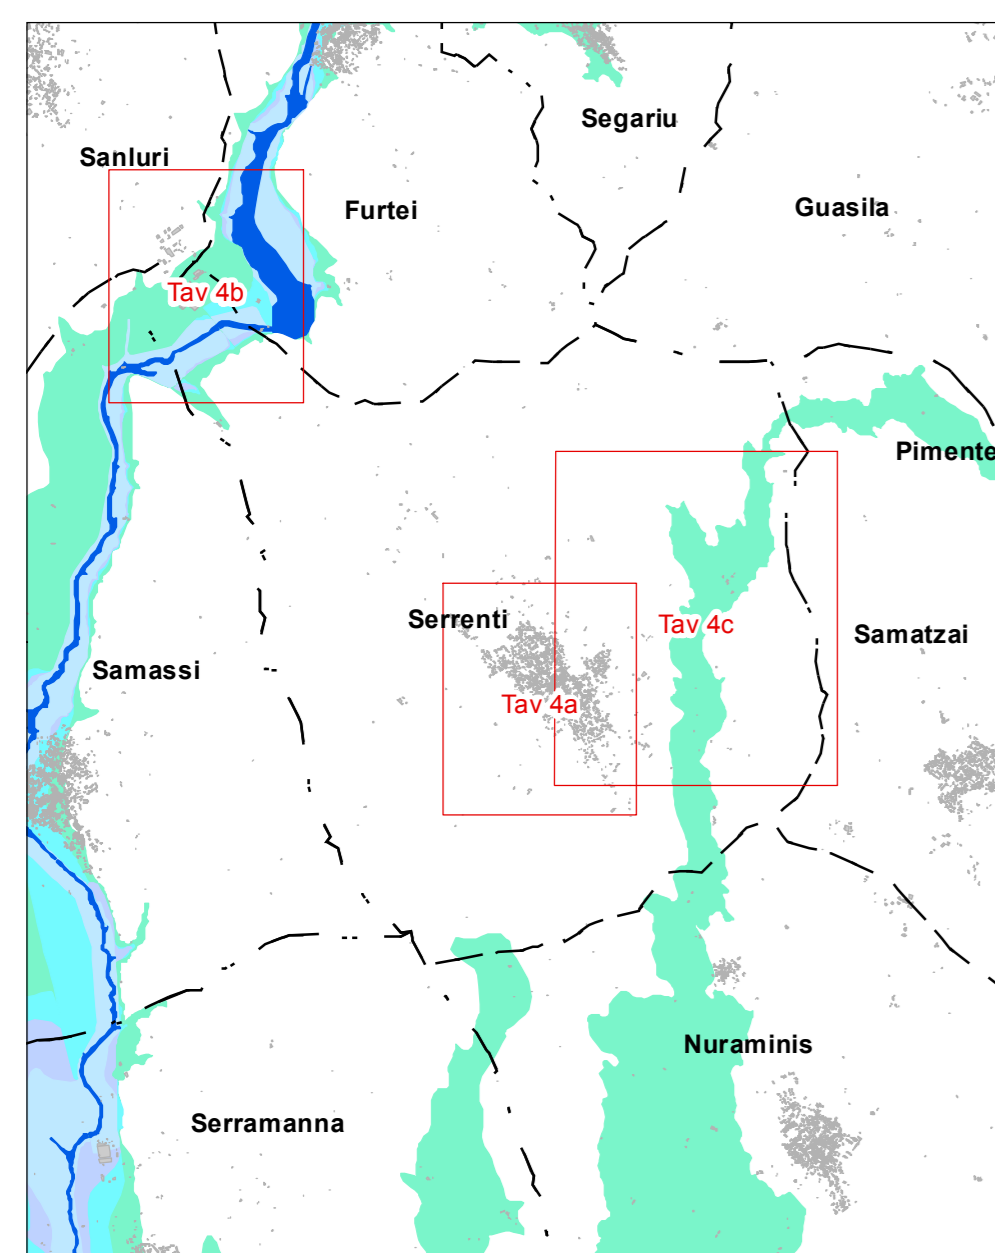 Segariu
Sanluri
Guasila
Furtei
Tav 4b
Pimente
Serrenti
Tav 4c
Samatzai
Samassi
Tav 4a
Nuraminis
Serramanna